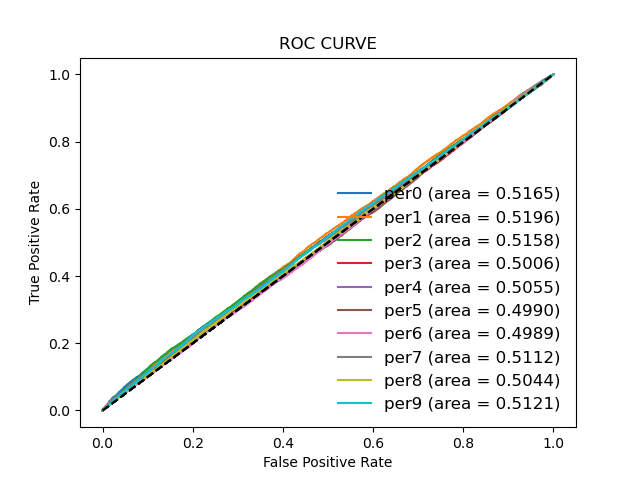 ROC CURVE
1.0
0.8
0.6
0.4
0.2
0.0
True Positive Rate
per0 (area = 0.5165)
per1 (area = 0.5196)
per2 (area = 0.5158)
per3 (area = 0.5006)
per4 (area = 0.5055)
per5 (area = 0.4990)
per6 (area = 0.4989)
per7 (area = 0.5112)
per8 (area = 0.5044)
per9 (area = 0.5121)
0.0 0.2 0.4 0.6 0.8 1.0
False Positive Rate